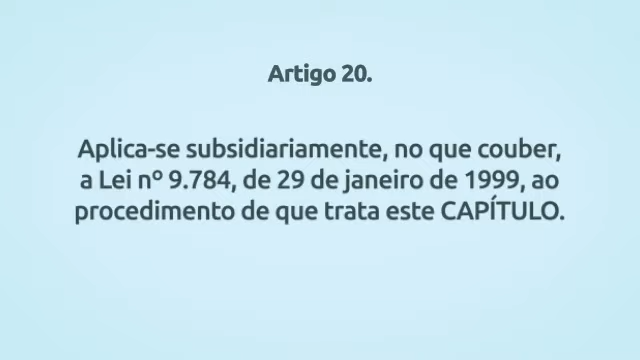 Artigo 20.
Aplica-se subsidiariamente, no que couber,
a Lei nº 9.784, de 29 de janeiro de 1999, ao
procedimento de que trata este CAPÍTULO.